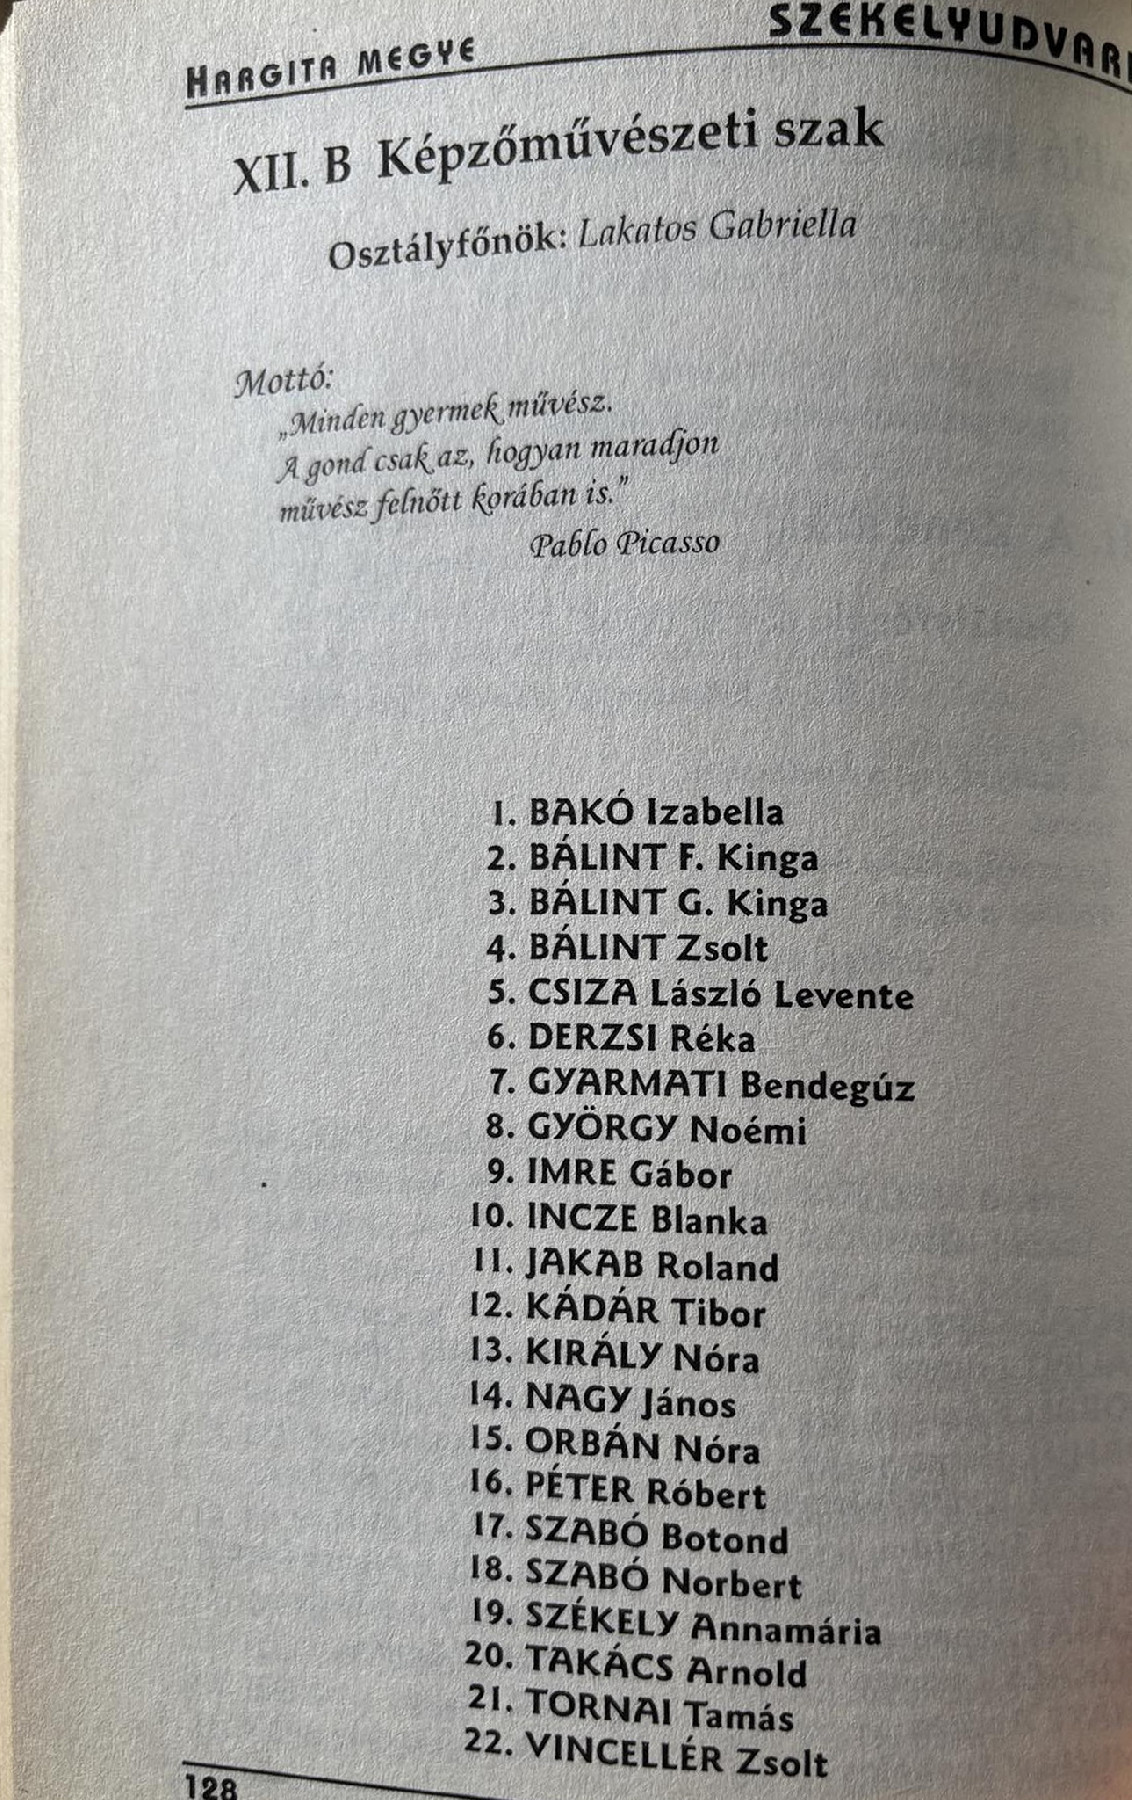 HARGITA MEGYE
SZÉKELYUDVAR
XII. B Képzőművészeti szak
Osztályfőnök: Lakatos Gabriella
Mottó:
„Minden gyermek művész.
A gond csak az, hogyan maradjon
művész felnőtt korában is.”
Pablo Picasso
1. BAKÓ Izabella
2. BÁLINT F. Kinga
3. BÁLINT G. Kinga
4. BÁLINT Zsolt
5. CSIZA László Levente
6. DERZSI Réka
7. GYARMATI Bendegúz
8. GYÖRGY Noémi
9. IMRE Gábor
10. INCZE Blanka
11. JAKAB Roland
12. KÁDÁR Tibor
13. KIRÁLY Nóra
14. NAGY János
15. ORBÁN Nóra
16. PÉTER Róbert
17. SZABÓ Botond
18. SZABÓ Norbert
19. SZÉKELY Annamária
20. TAKÁCS Arnold
21. TORNAI Tamás
22. VINCELLÉR Zsolt
128